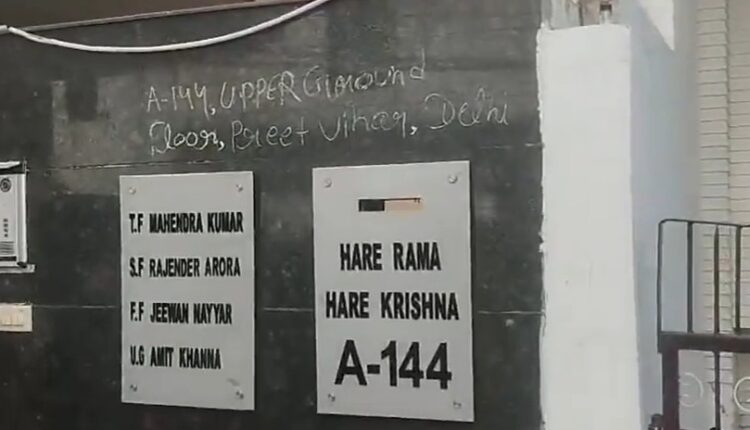 A-144, UPPER Ground
Floor, Preet Vihar, Delhi
T.F MAHENDRA KUMAR
S.F RAJENDER ARORA
F.F JEEWAN NAYYAR
U.G AMIT KHANNA
HARE RAMA
HARE KRISHNA
A-144